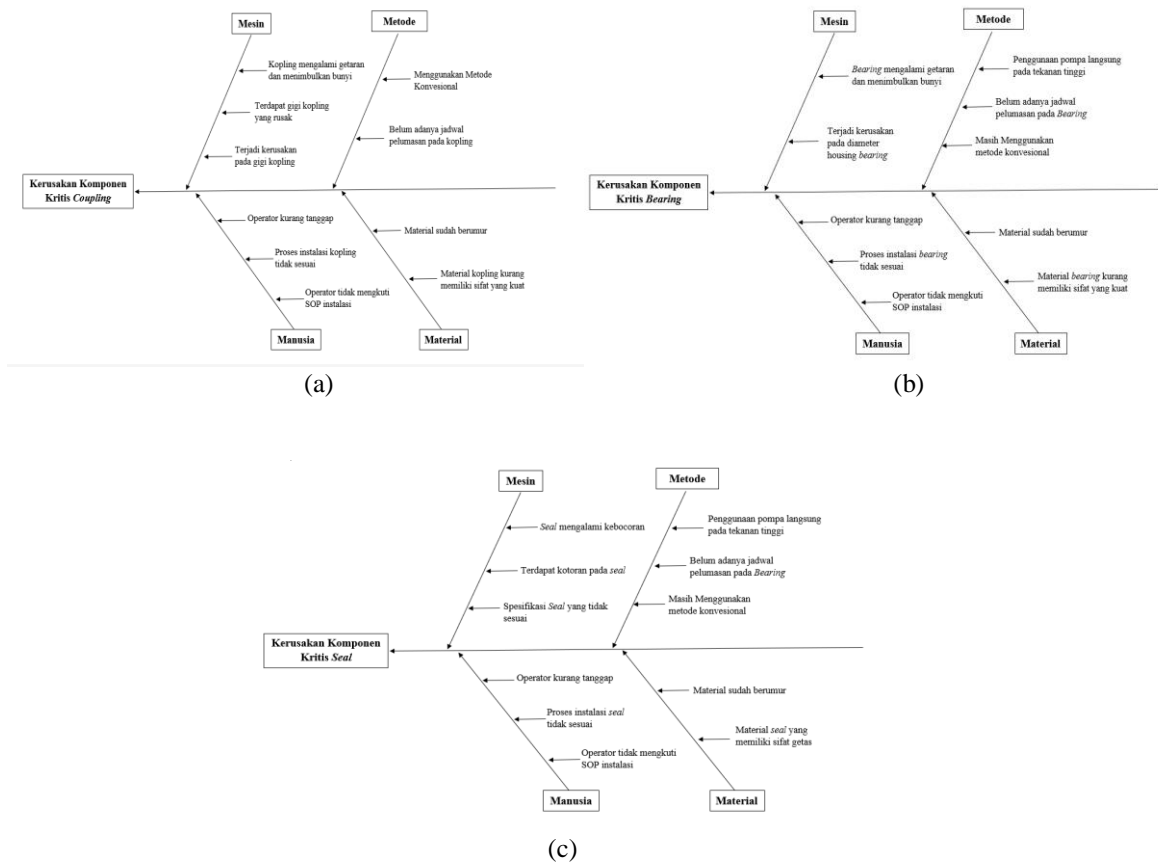 Mesin
Metode
Kopling mengalami getaran
dan menimbulkan bunyi
Menggunakan Metode
Konvesional
Terdapat gigi kopling
yang rusak
Belum adanya jadwal
pelumasan pada kopling
Terjadi kerusakan
pada gigi kopling
Kerusakan Komponen
Kritis Coupling
Operator kurang tanggap
Material sudah berumur
Proses instalasi kopling
tidak sesuai
Material kopling kurang
memiliki sifat yang kuat
Operator tidak mengkuti
SOP instalasi
Manusia
Material
(a)
Mesin
Metode
Penggunaan pompa langsung
pada tekanan tinggi
Bearing mengalami getaran
dan menimbulkan bunyi
Belum adanya jadwal
pelumasan pada Bearing
Terjadi kerusakan
pada diameter
housing bearing
Masih Menggunakan
metode konvesional
Kerusakan Komponen
Kritis Bearing
Operator kurang tanggap
Material sudah berumur
Proses instalasi bearing
tidak sesuai
Material bearing kurang
memiliki sifat yang kuat
Operator tidak mengkuti
SOP instalasi
Manusia
Material
(b)
Mesin
Metode
Seal mengalami kebocoran
Penggunaan pompa langsung
pada tekanan tinggi
Terdapat kotoran pada seal
Belum adanya jadwal
pelumasan pada Bearing
Spesifikasi Seal yang tidak
sesuai
Masih Menggunakan
metode konvesional
Kerusakan Komponen
Kritis Seal
Operator kurang tanggap
Material sudah berumur
Proses instalasi seal
tidak sesuai
Material seal yang
memiliki sifat getas
Operator tidak mengkuti
SOP instalasi
Manusia
Material
(c)